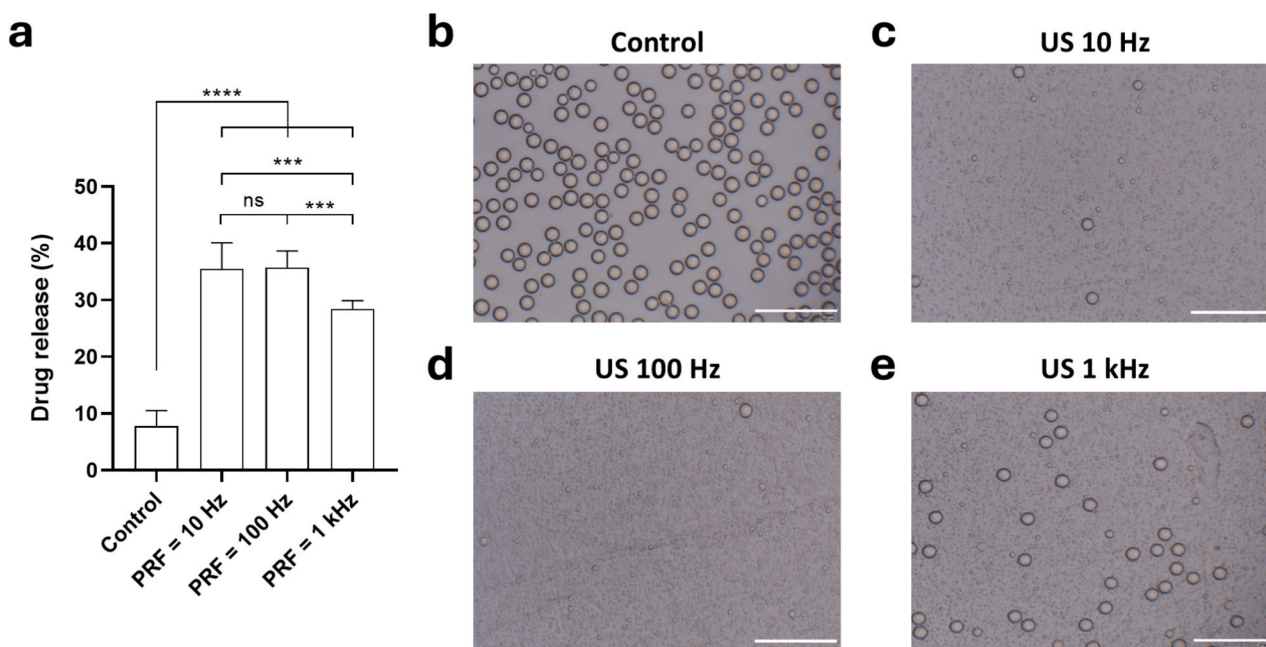 a
****
***
ns
***
50
40
30
20
10
0
Drug release (%)
Control
PRF = 10 Hz
PRF = 100 Hz
PRF = 1 kHz
b
Control
c
US 10 Hz
d
US 100 Hz
e
US 1 kHz